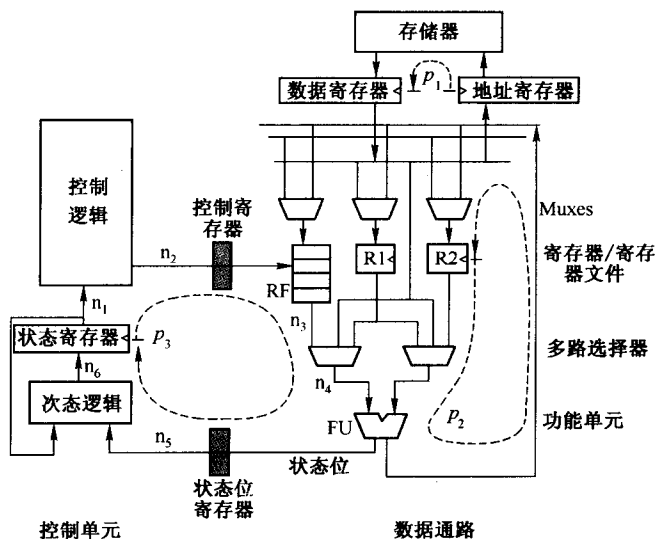 存储器
数据寄存器
p1
地址寄存器
控制
逻辑
控制寄
存器
n2
Muxes
R1
R2
寄存器/寄存
器文件
RF
n1
n3
状态寄存器
p3
n6
多路选择器
n4
次态逻辑
FU
p2
功能单元
n5
状态位
状态位
寄存器
控制单元
数据通路